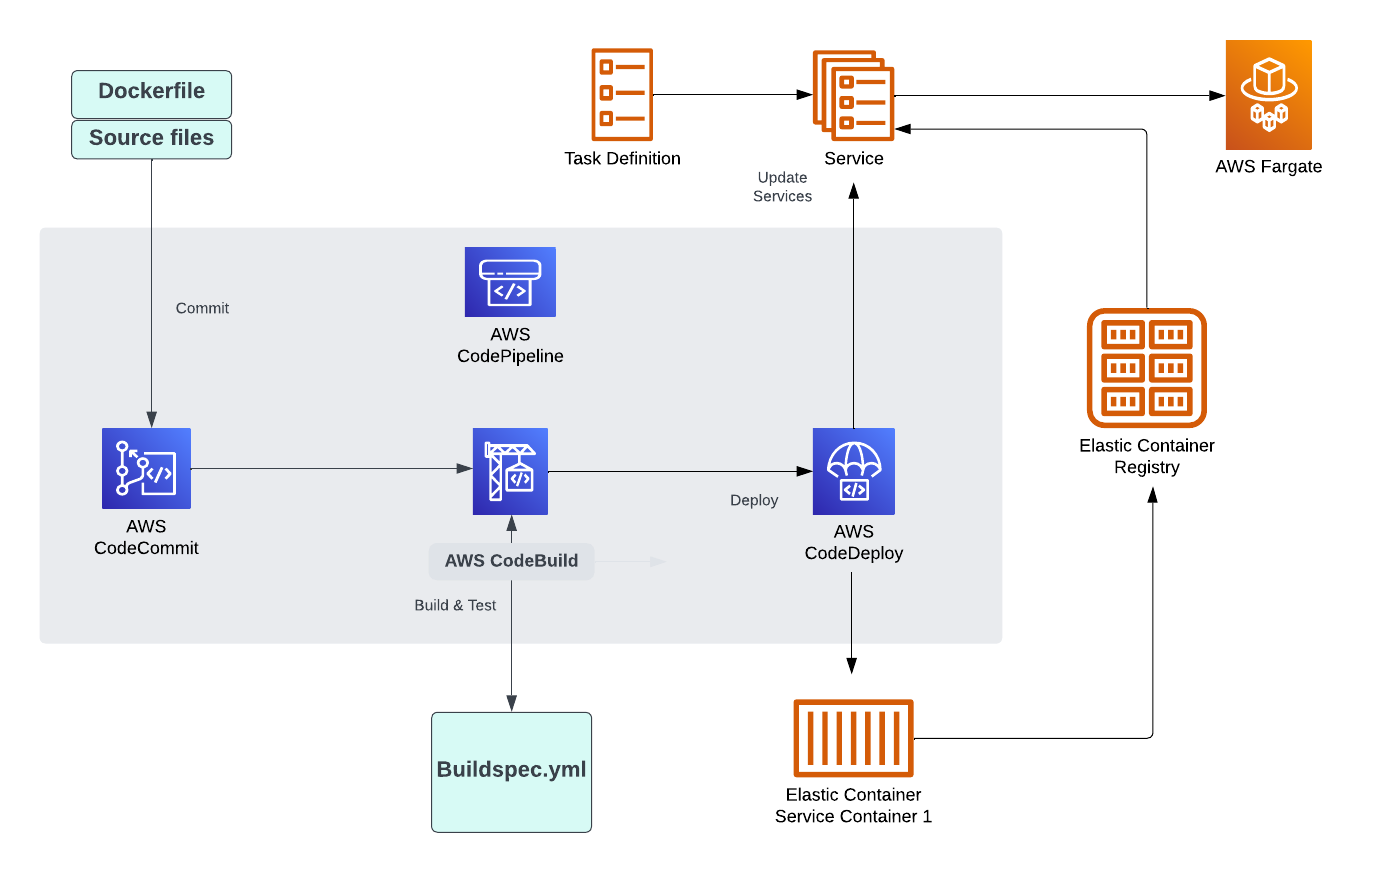 Dockerfile
Source files
Task Definition
Service
AWS Fargate
Update
Services
Commit
AWS
CodePipeline
Elastic Container
Registry
AWS
CodeCommit
Deploy
AWS
CodeDeploy
AWS CodeBuild
Build & Test
Buildspec.yml
Elastic Container
Service Container 1